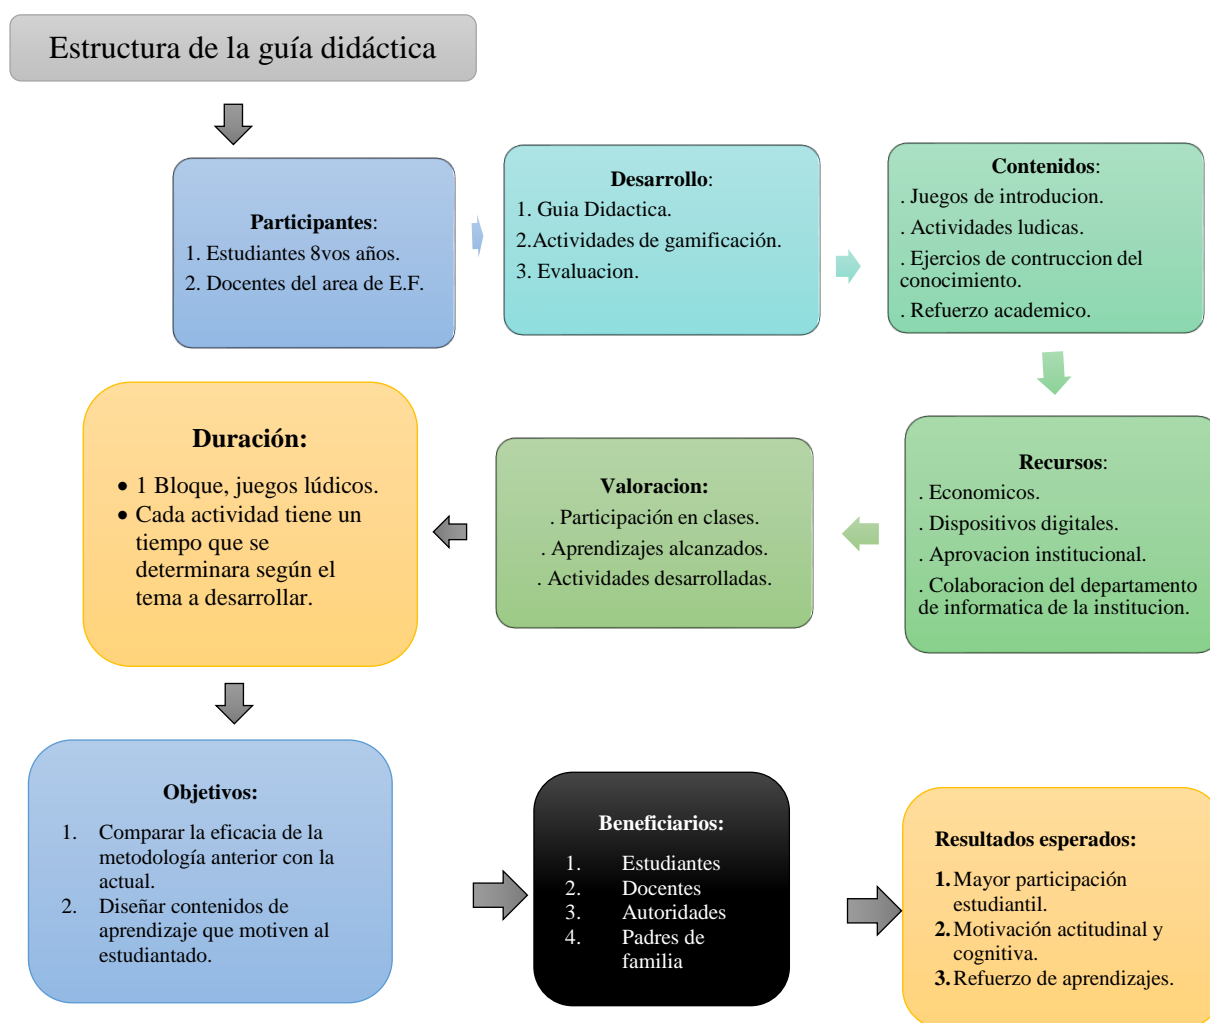 Estructura de la guía didáctica
Participantes:
1. Estudiantes 8vos años.
2. Docentes del area de E.F.
Desarrollo:
1. Guia Didactica.
2.Actividades de gamificación.
3. Evaluacion.
Contenidos:
. Juegos de introducion.
. Actividades ludicas.
. Ejercios de contruccion del
conocimiento.
. Refuerzo academico.
Recursos:
. Economicos.
. Dispositivos digitales.
. Aprovacion institucional.
. Colaboracion del departamento
de informatica de la institucion.
Valoracion:
. Participación en clases.
. Aprendizajes alcanzados.
. Actividades desarrolladas.
Duración:
• 1 Bloque, juegos lúdicos.
• Cada actividad tiene un
tiempo que se
determinara según el
tema a desarrollar.
Objetivos:
1. Comparar la eficacia de la
metodología anterior con la
actual.
2. Diseñar contenidos de
aprendizaje que motiven al
estudiantado.
Beneficiarios:
1. Estudiantes
2. Docentes
3. Autoridades
4. Padres de
familia
Resultados esperados:
1. Mayor participación
estudiantil.
2. Motivación actitudinal y
cognitiva.
3. Refuerzo de aprendizajes.